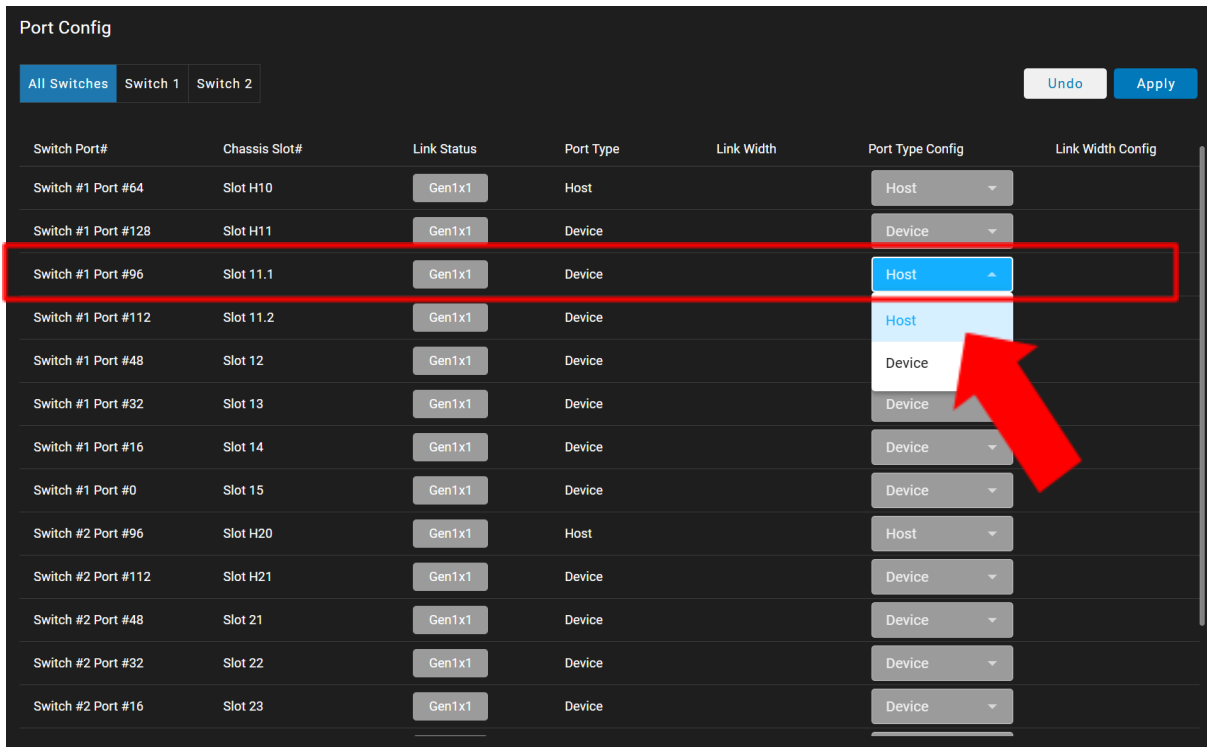 Port Config
All Switches Switch 1 Switch 2 Undo Apply
Switch Port# Chassis Slot# Link Status Port Type Link Width Port Type Config Link Width Config
Switch #1 Port #64 Slot H10 Gen1x1 Host Host
Switch #1 Port #128 Slot H11 Gen1x1 Device Device
Switch #1 Port #96 Slot 11.1 Gen1x1 Device Host
Switch #1 Port #112 Slot 11.2 Gen1x1 Device Host
Switch #1 Port #48 Slot 12 Gen1x1 Device Device
Switch #1 Port #32 Slot 13 Gen1x1 Device Device
Switch #1 Port #16 Slot 14 Gen1x1 Device Device
Switch #1 Port #0 Slot 15 Gen1x1 Device Device
Switch #2 Port #96 Slot H20 Gen1x1 Host Host
Switch #2 Port #112 Slot H21 Gen1x1 Device Device
Switch #2 Port #48 Slot 21 Gen1x1 Device Device
Switch #2 Port #32 Slot 22 Gen1x1 Device Device
Switch #2 Port #16 Slot 23 Gen1x1 Device Device